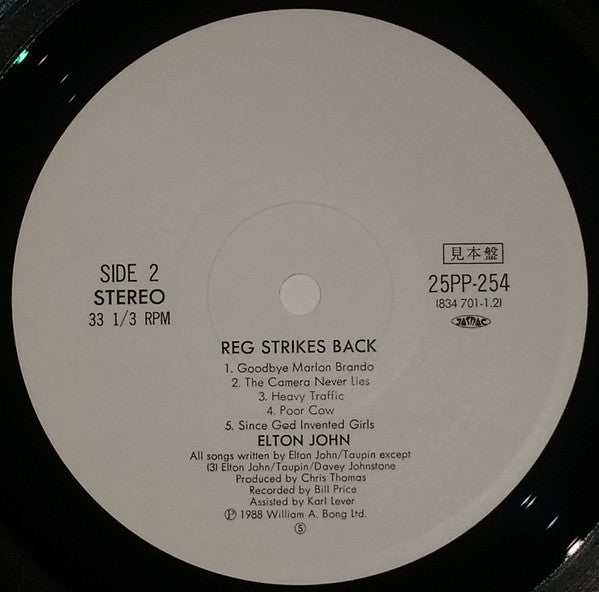 SIDE 2
STEREO
33 1/3 RPM
見本盤
25PP-254
(834 701-1.2)
JASRAC
REG STRIKES BACK
1. Goodbye Marlon Brando
2. The Camera Never Lies
3. Heavy Traffic
4. Poor Cow
5. Since God Invented Girls
ELTON JOHN
All songs written by Elton John/Taupin except
(3) Elton John/Taupin/Davey Johnstone
Produced by Chris Thomas
Recorded by Bill Price
Assisted by Karl Lever
Ⓟ 1988 William A. Bong Ltd.
⑤